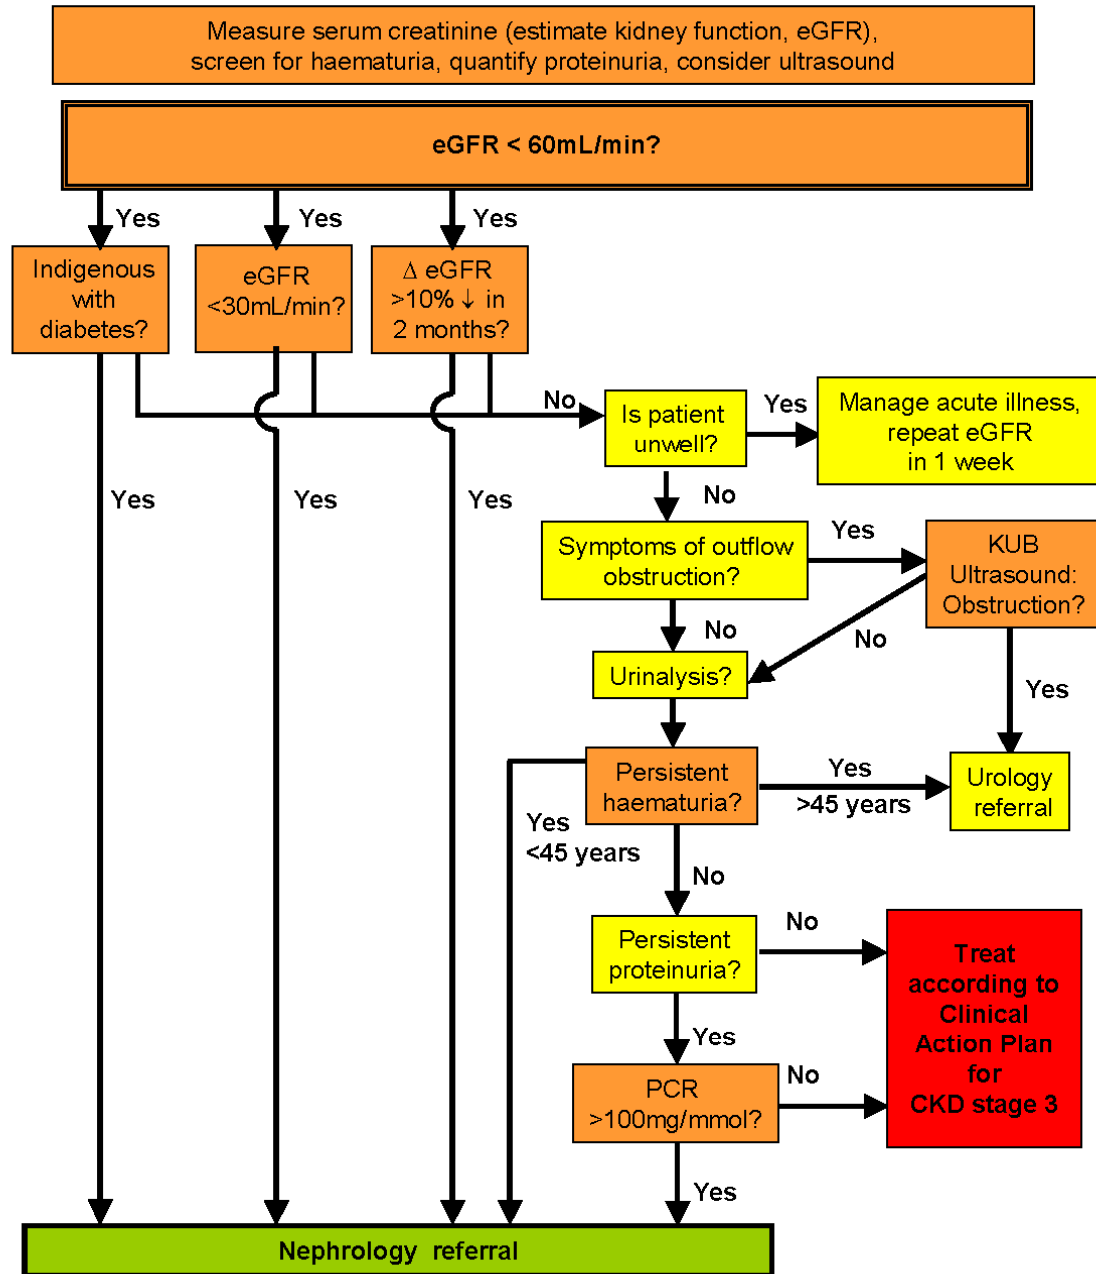 Measure serum creatinine (estimate kidney function, eGFR),
screen for haematuria, quantify proteinuria, consider ultrasound
eGFR < 60mL/min?
Yes
Yes
Yes
Indigenous
with
diabetes?
eGFR
<30mL/min?
Δ eGFR
>10% ↓ in
2 months?
No
Is patient
unwell?
Yes
Manage acute illness,
repeat eGFR
in 1 week
Yes
Yes
Yes
No
Symptoms of outflow
obstruction?
Yes
KUB
Ultrasound:
Obstruction?
No
No
Urinalysis?
Yes
Persistent
haematuria?
Yes
>45 years
Urology
referral
Yes
<45 years
No
Persistent
proteinuria?
No
Treat
according to
Clinical
Action Plan
for
CKD stage 3
Yes
PCR
>100mg/mmol?
No
Yes
Nephrology referral